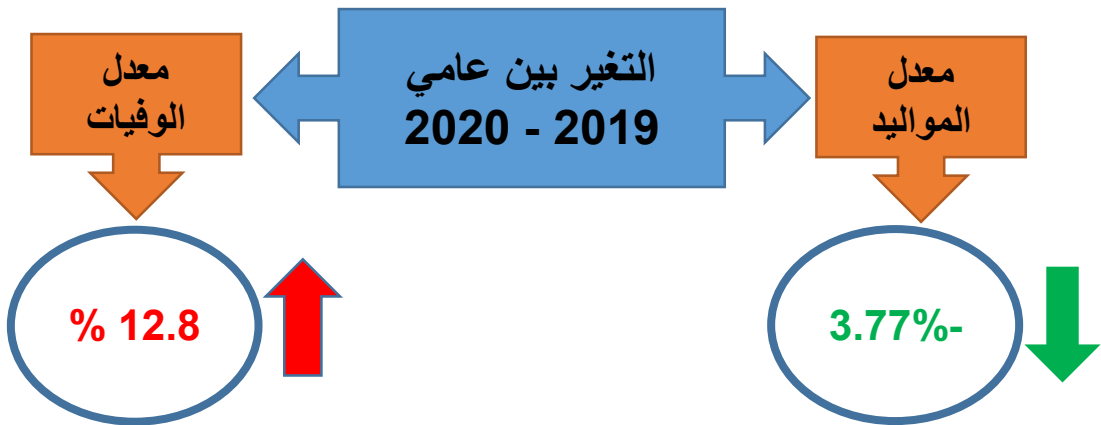 التغير بين عامي
2020 - 2019
معدل
المواليد
معدل
الوفيات
3.77%-
% 12.8